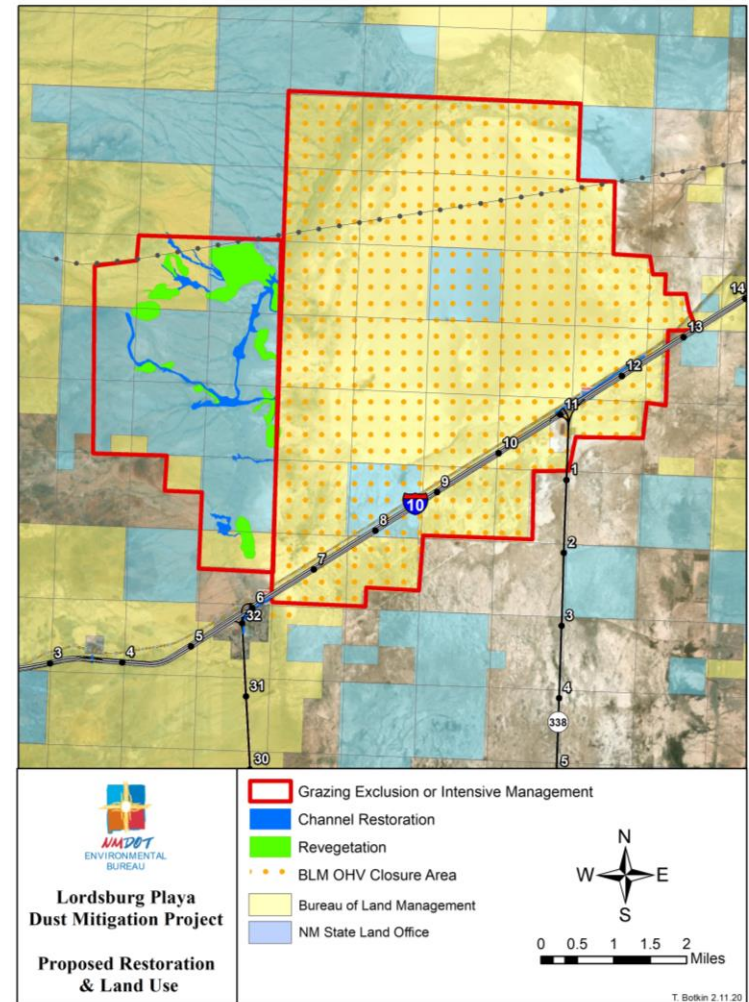 14
13
12
11
10
1
9
10
8
2
7
6
32
3
5
3
4
31
4
338
30
5
NMDOT
ENVIRONMENTAL
BUREAU
Lordsburg Playa
Dust Mitigation Project
Proposed Restoration
& Land Use
Grazing Exclusion or Intensive Management
Channel Restoration
Revegetation
BLM OHV Closure Area
Bureau of Land Management
NM State Land Office
N
W E
S
0 0.5 1 1.5 2
Miles
T. Botkin 2.11.20